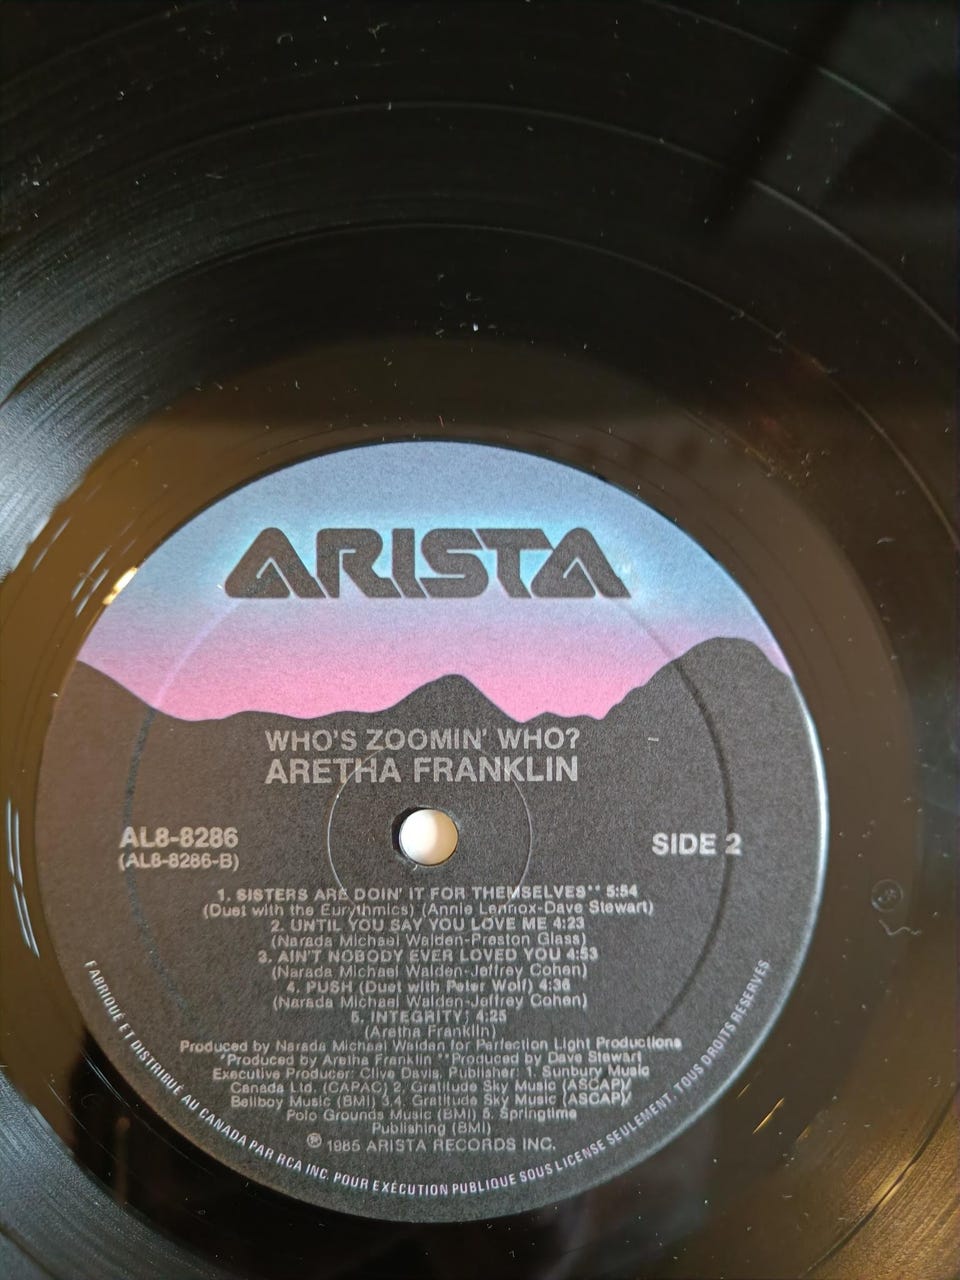 ARISTA
WHO'S ZOOMIN' WHO?
ARETHA FRANKLIN
AL8-8286
(AL8-8286-B)
SIDE 2
1. SISTERS ARE DOIN' IT FOR THEMSELVES** 5:54
(Duet with the Eurythmics) (Annie Lennox-Dave Stewart)
2. UNTIL YOU SAY YOU LOVE ME 4:23
(Narada Michael Walden-Preston Glass)
3. AIN'T NOBODY EVER LOVED YOU 4:53
(Narada Michael Walden-Jeffrey Cohen)
4. PUSH (Duet with Peter Wolf) 4:36
(Narada Michael Walden-Jeffrey Cohen)
5. INTEGRITY* 4:25
(Aretha Franklin)
Produced by Narada Michael Walden for Perfection Light Productions
*Produced by Aretha Franklin **Produced by Dave Stewart
Executive Producer: Clive Davis. Publisher: 1. Sunbury Music
Canada Ltd. (CAPAC) 2. Gratitude Sky Music (ASCAP)/
Bellboy Music (BMI) 3,4. Gratitude Sky Music (ASCAP)/
Polo Grounds Music (BMI) 5. Springtime
Publishing (BMI)
℗ 1985 ARISTA RECORDS INC.
FABRIQUÉ ET DISTRIBUÉ AU CANADA PAR RCA INC. POUR EXÉCUTION PUBLIQUE SOUS LICENSE SEULEMENT. TOUS DROITS RÉSERVÉS